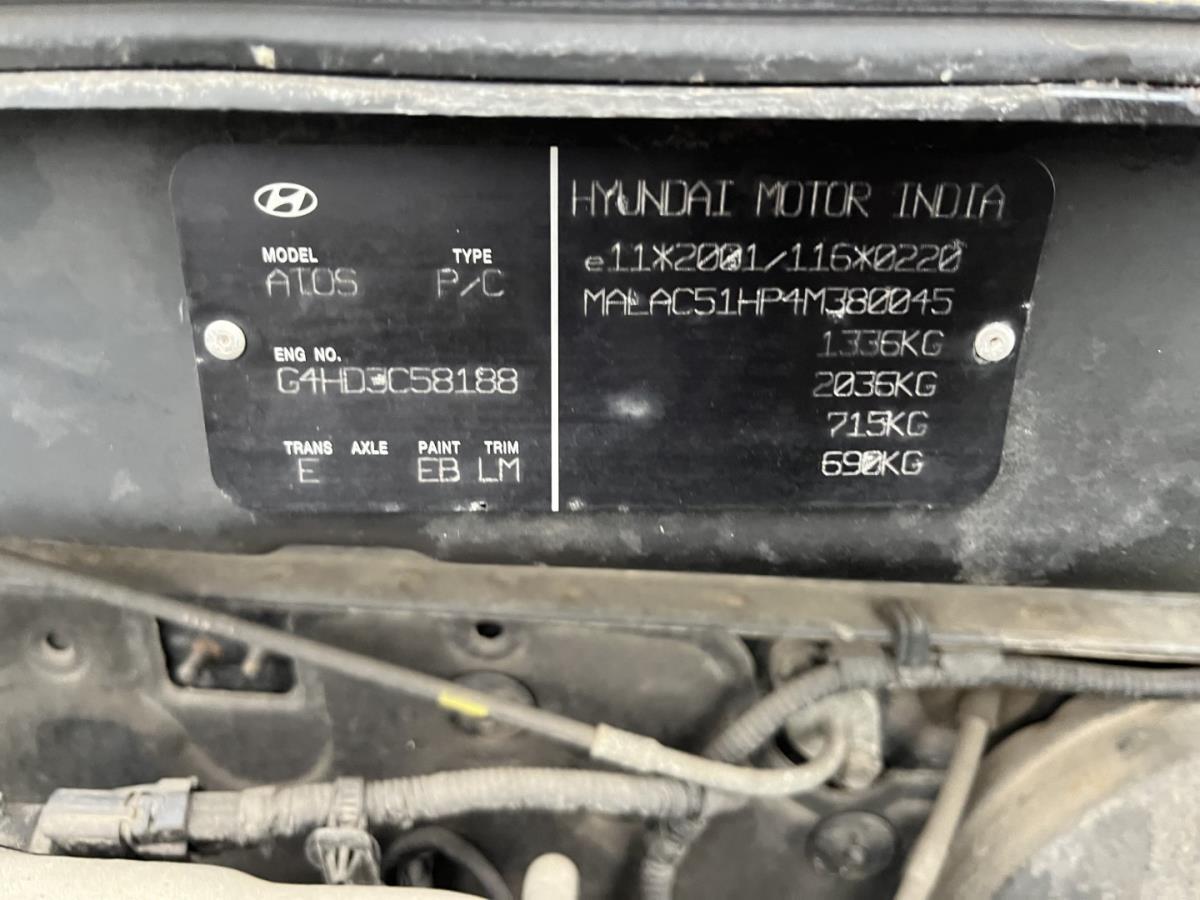 MODEL TYPE
ATOS P/C
ENG NO.
G4HD3C58188
TRANS AXLE PAINT TRIM
E EB LM
HYUNDAI MOTOR INDIA
e11*2001/116*0220
MALAC51HP4M380045
1336KG
2036KG
715KG
690KG